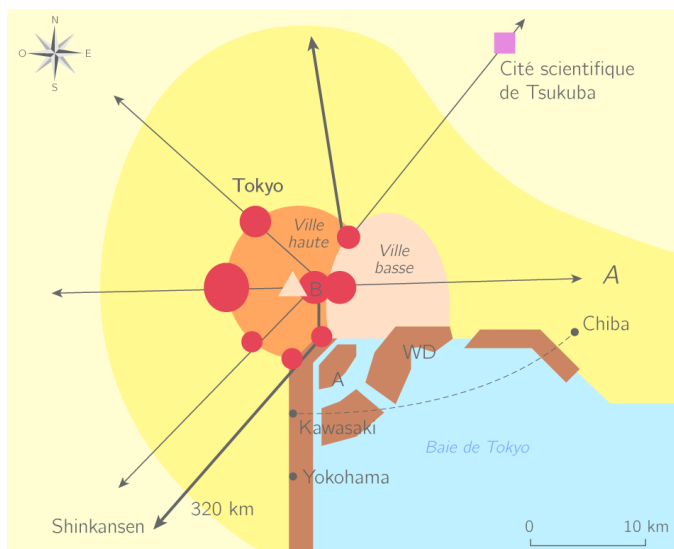 N
O
E
S
Cité scientifique
de Tsukuba
Tokyo
Ville
haute
Ville
basse
A
B
Chiba
WD
A
Kawasaki
Baie de Tokyo
Yokohama
320 km
Shinkansen
0
10 km